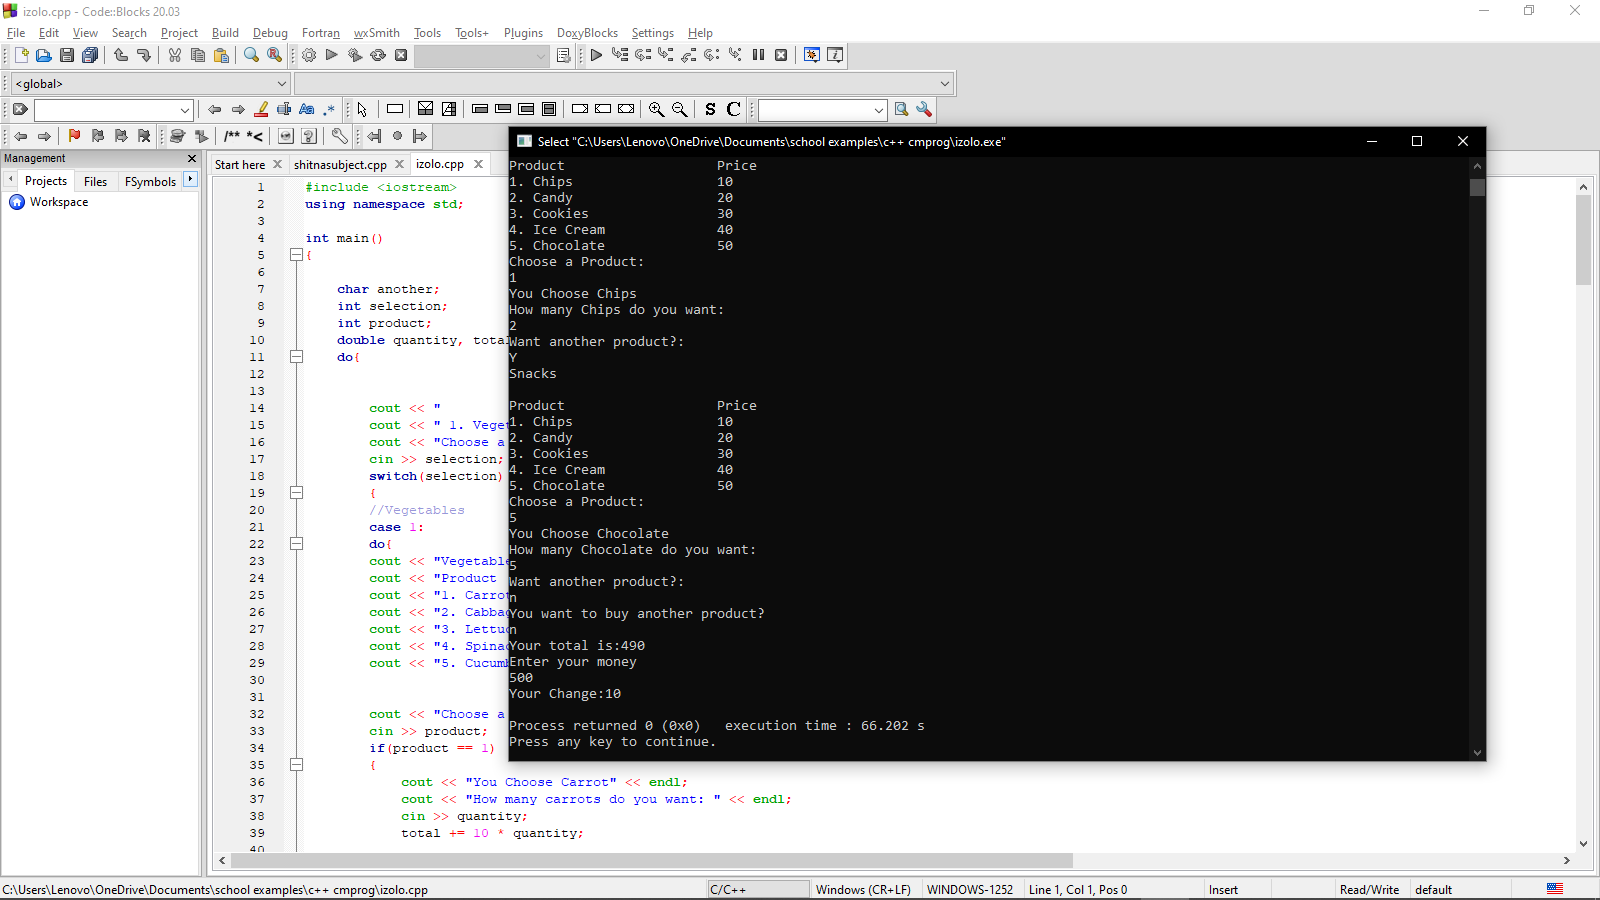 izolo.cpp - Code::Blocks 20.03
File Edit View Search Project Build Debug Fortran wxSmith Tools Tools+ Plugins DoxyBlocks Settings Help
<global>
/** *<
S C
Management
Projects Files FSymbols
Workspace
Start here shitnasubject.cpp izolo.cpp
1 #include <iostream>
2 using namespace std;
3
4 int main()
5 {
6
7 char another;
8 int selection;
9 int product;
10 double quantity, total
11 do{
12
13
14 cout << "
15 cout << " 1. Veget
16 cout << "Choose a
17 cin >> selection;
18 switch(selection)
19 {
20 //Vegetables
21 case 1:
22 do{
23 cout << "Vegetable
24 cout << "Product
25 cout << "1. Carrot
26 cout << "2. Cabbag
27 cout << "3. Lettuc
28 cout << "4. Spinac
29 cout << "5. Cucumb
30
31
32 cout << "Choose a
33 cin >> product;
34 if(product == 1)
35 {
36 cout << "You Choose Carrot" << endl;
37 cout << "How many carrots do you want: " << endl;
38 cin >> quantity;
39 total += 10 * quantity;
40
Select "C:\Users\Lenovo\OneDrive\Documents\school examples\c++ cmprog\izolo.exe"
Product Price
1. Chips 10
2. Candy 20
3. Cookies 30
4. Ice Cream 40
5. Chocolate 50
Choose a Product:
1
You Choose Chips
How many Chips do you want:
2
Want another product?:
Y
Snacks
Product Price
1. Chips 10
2. Candy 20
3. Cookies 30
4. Ice Cream 40
5. Chocolate 50
Choose a Product:
5
You Choose Chocolate
How many Chocolate do you want:
5
Want another product?:
n
You want to buy another product?
n
Your total is:490
Enter your money
500
Your Change:10
Process returned 0 (0x0) execution time : 66.202 s
Press any key to continue.
C:\Users\Lenovo\OneDrive\Documents\school examples\c++ cmprog\izolo.cpp C/C++ Windows (CR+LF) WINDOWS-1252 Line 1, Col 1, Pos 0 Insert Read/Write default